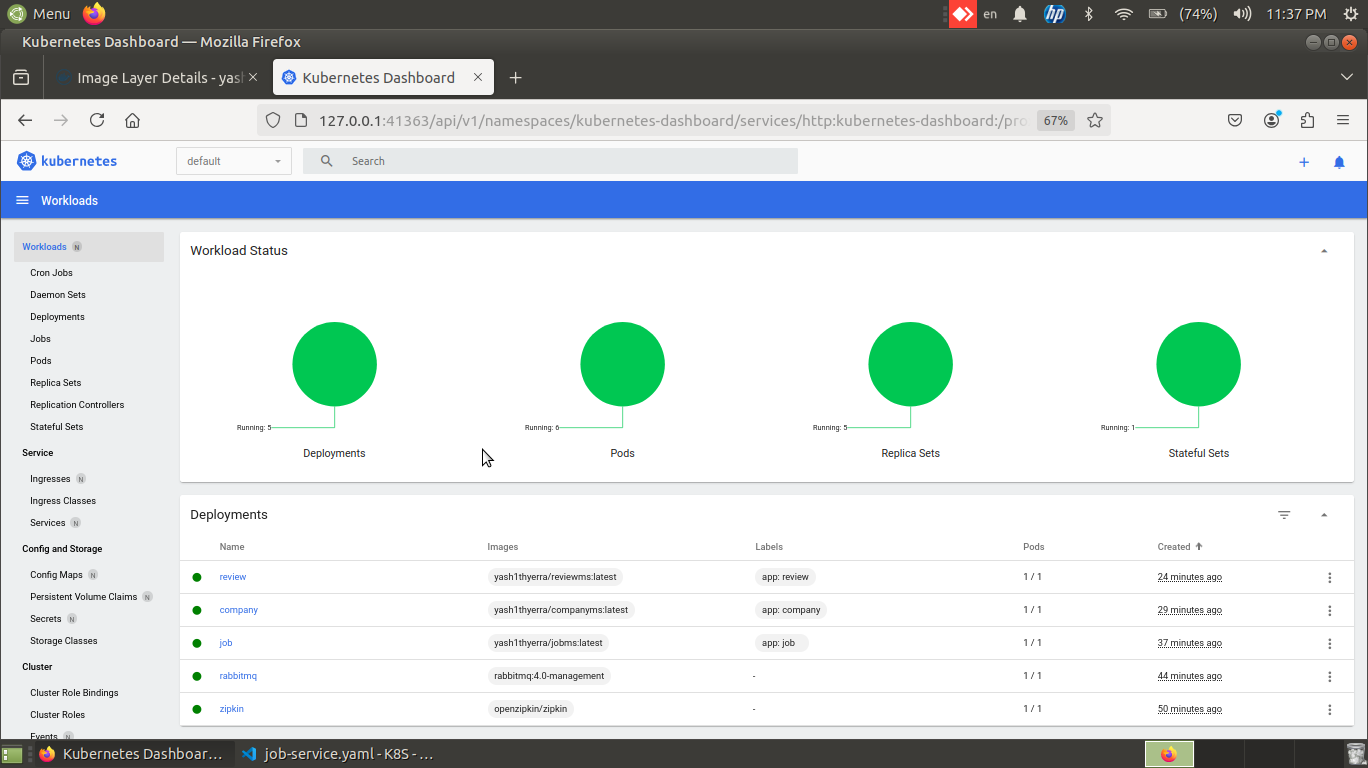 Menu
en
hp
(74%)
11:37 PM
Kubernetes Dashboard — Mozilla Firefox
Image Layer Details - yas
Kubernetes Dashboard
127.0.0.1:41363/api/v1/namespaces/kubernetes-dashboard/services/http:kubernetes-dashboard:/pro
67%
kubernetes
default
Search
Workloads
Workloads N
Cron Jobs
Daemon Sets
Deployments
Jobs
Pods
Replica Sets
Replication Controllers
Stateful Sets
Service
Ingresses N
Ingress Classes
Services N
Config and Storage
Config Maps N
Persistent Volume Claims N
Secrets N
Storage Classes
Cluster
Cluster Role Bindings
Cluster Roles
Events N
Workload Status
Running: 5
Deployments
Running: 6
Pods
Running: 5
Replica Sets
Running: 1
Stateful Sets
Deployments
Name Images Labels Pods Created
review yash1thyerra/reviewms:latest app: review 1 / 1 24 minutes ago
company yash1thyerra/companyms:latest app: company 1 / 1 29 minutes ago
job yash1thyerra/jobms:latest app: job 1 / 1 37 minutes ago
rabbitmq rabbitmq:4.0-management - 1 / 1 44 minutes ago
zipkin openzipkin/zipkin - 1 / 1 50 minutes ago
Kubernetes Dashboar...
job-service.yaml - K8S - ...